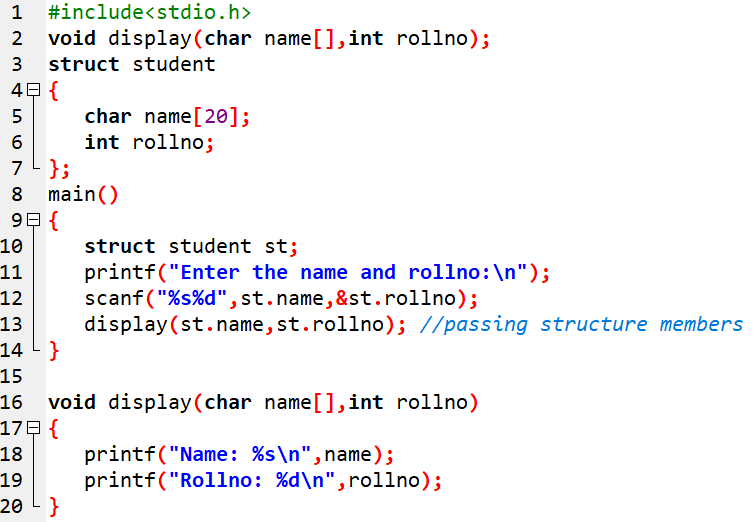 1 #include<stdio.h>
2 void display(char name[],int rollno);
3 struct student
4 {
5 char name[20];
6 int rollno;
7 };
8 main()
9 {
10 struct student st;
11 printf("Enter the name and rollno:\n");
12 scanf("%s%d",st.name,&st.rollno);
13 display(st.name,st.rollno); //passing structure members
14 }
15
16 void display(char name[],int rollno)
17 {
18 printf("Name: %s\n",name);
19 printf("Rollno: %d\n",rollno);
20 }